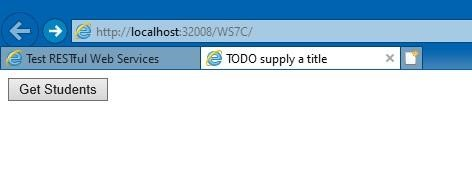 http://localhost:32008/WS7C/
Test RESTful Web Services
TODO supply a title
Get Students